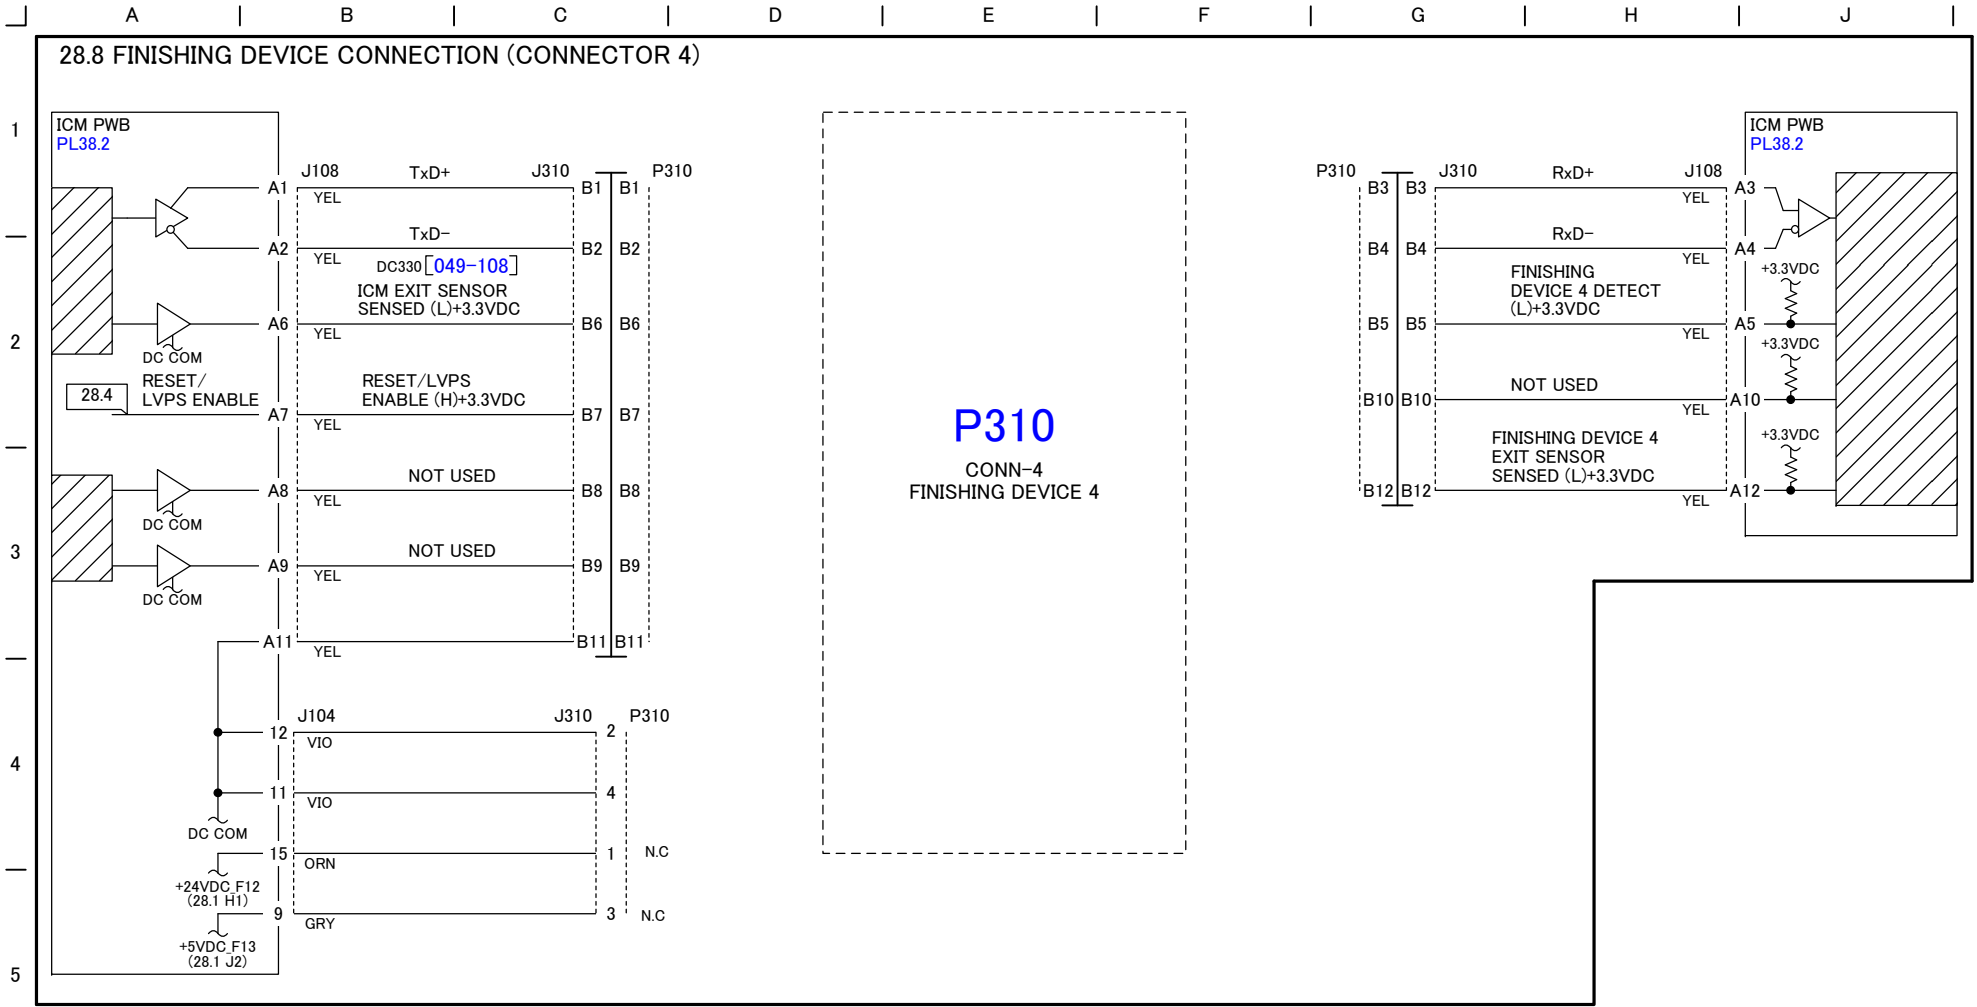 A B C D E F G H J
28.8 FINISHING DEVICE CONNECTION (CONNECTOR 4)
1
2
3
4
5
ICM PWB
PL38.2
J108
TxD+
J310
P310
A1
YEL
B1 B1
TxD-
A2
YEL
B2 B2
DC330 [049-108]
ICM EXIT SENSOR
SENSED (L)+3.3VDC
A6
YEL
B6 B6
DC COM
28.4
RESET/
LVPS ENABLE
RESET/LVPS
ENABLE (H)+3.3VDC
A7
YEL
B7 B7
NOT USED
A8
YEL
B8 B8
DC COM
NOT USED
A9
YEL
B9 B9
DC COM
A11
YEL
B11 B11
J104
J310
P310
12
VIO
2
11
VIO
4
DC COM
15
ORN
1
N.C
+24VDC_F12
(28.1 H1)
9
GRY
3
N.C
+5VDC_F13
(28.1 J2)
P310
CONN-4
FINISHING DEVICE 4
ICM PWB
PL38.2
P310
J310
RxD+
J108
B3 B3
YEL
A3
RxD-
B4 B4
YEL
A4
+3.3VDC
FINISHING
DEVICE 4 DETECT
(L)+3.3VDC
B5 B5
YEL
A5
+3.3VDC
NOT USED
B10 B10
YEL
A10
+3.3VDC
FINISHING DEVICE 4
EXIT SENSOR
SENSED (L)+3.3VDC
B12 B12
YEL
A12